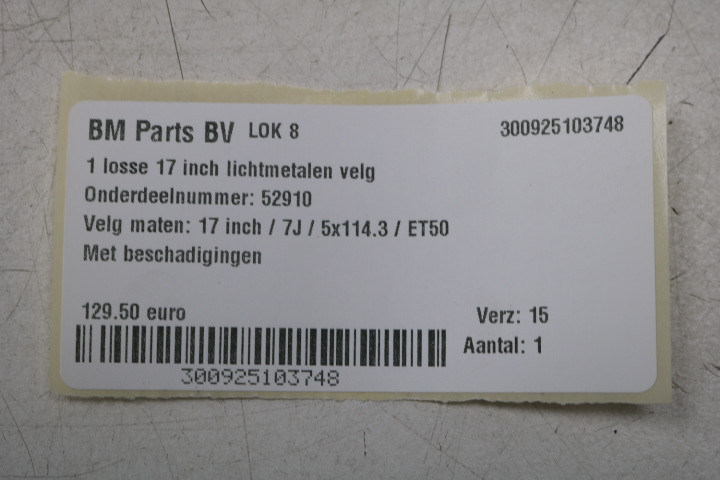 BM Parts BV LOK 8 300925103748
1 losse 17 inch lichtmetalen velg
Onderdeelnummer: 52910
Velg maten: 17 inch / 7J / 5x114.3 / ET50
Met beschadigingen
129.50 euro Verz: 15
Aantal: 1
300925103748